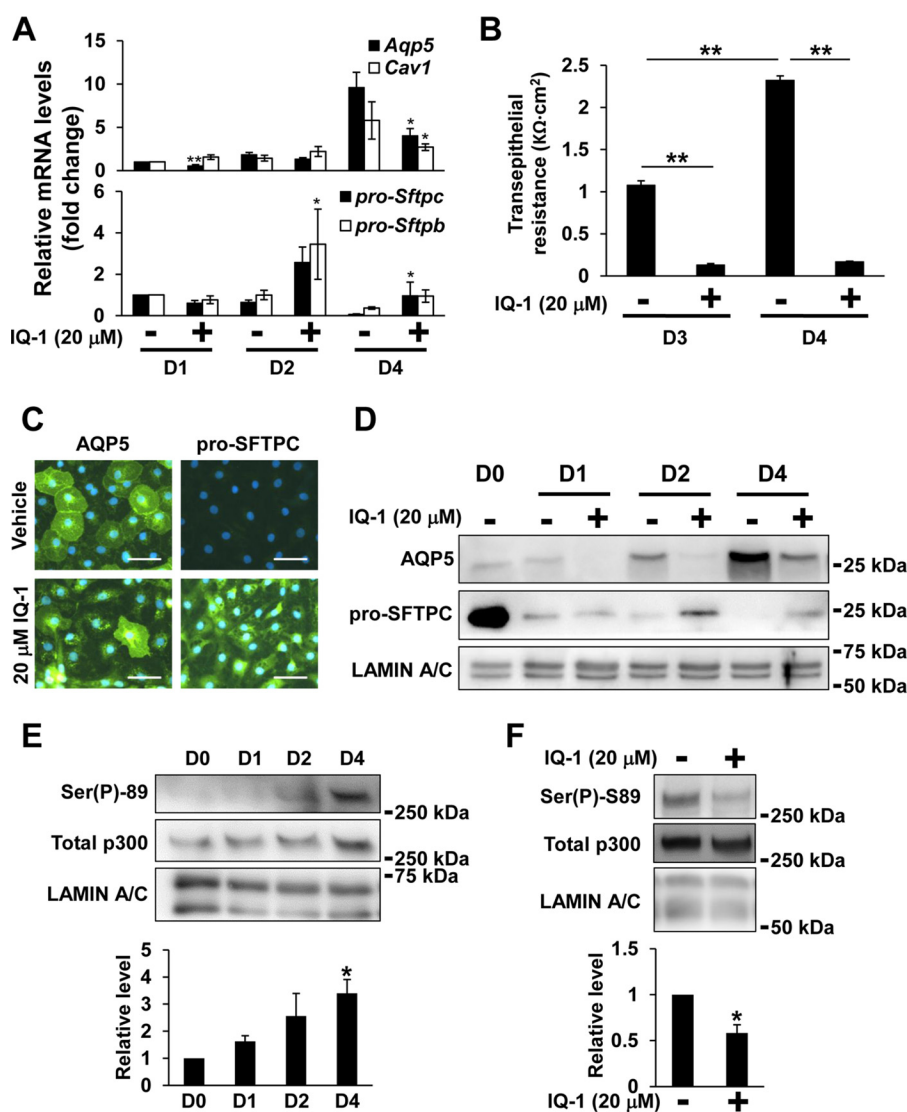 A
Relative mRNA levels
(fold change)
15
10
5
0
Aqp5
Cav1
**
*
*
6
4
2
0
pro-Sftpc
pro-Sftpb
*
*
IQ-1 (20 μM) - + - + - +
D1 D2 D4
B
Transepithelial
resistance (KΩ·cm²)
2.5
2
1.5
1
0.5
0
** **
**
- + - +
IQ-1 (20 μM)
D3 D4
C
AQP5 pro-SFTPC
Vehicle
20 μM IQ-1
D
D0 D1 D2 D4
IQ-1 (20 μM) - - + - + - +
AQP5 -25 kDa
pro-SFTPC -25 kDa
-75 kDa
LAMIN A/C
-50 kDa
E
D0 D1 D2 D4
Ser(P)-89
-250 kDa
Total p300
-250 kDa
-75 kDa
LAMIN A/C
Relative level
5
4
3
2
1
0
*
D0 D1 D2 D4
F
IQ-1 (20 μM) - +
Ser(P)-S89
-250 kDa
Total p300
-250 kDa
LAMIN A/C
-50 kDa
Relative level
1.5
1
0.5
0
*
IQ-1 (20 μM) - +